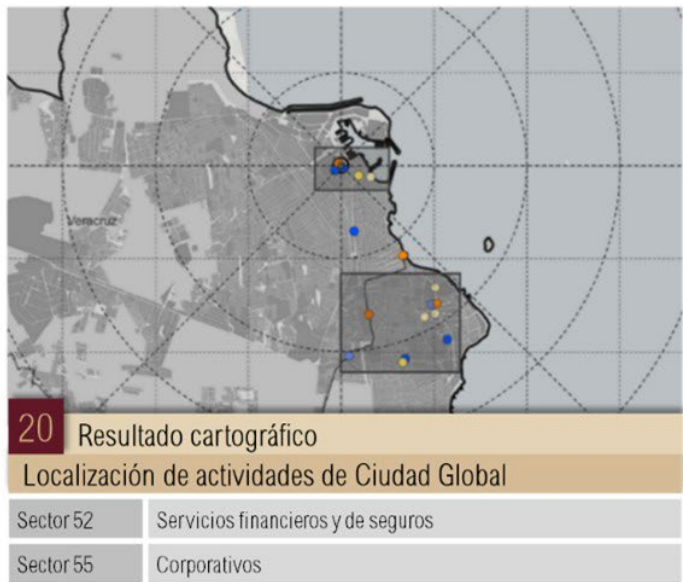 Veracruz
20 Resultado cartográfico
Localización de actividades de Ciudad Global
Sector 52 Servicios financieros y de seguros
Sector 55 Corporativos